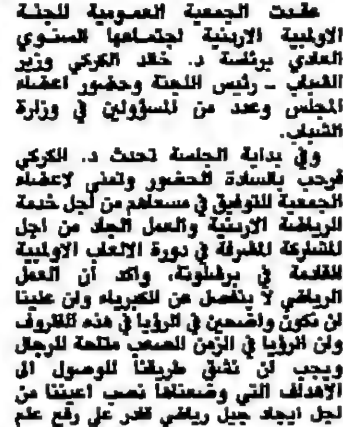 عقدت الجمعية العمومية للجنة
الاولمبية الاردنية اجتماعها السنوي
العادي برئاسة د. خالد الكركي وزير
الشباب ـ رئيس اللجنة وحضور اعضاء
المجلس وعدد من المسؤولين في وزارة
الشباب.
وفي بداية الجلسة تحدث د. الكركي
فرحب بالسادة الحضور وتمنى لاعضاء
الجمعية التوفيق في مسعاهم من اجل خدمة
الرياضة الاردنية والعمل الجاد من اجل
المشاركة المشرفة في دورة الالعاب الاولمبية
القادمة في برشلونة، واكد أن العمل
الرياضي لا ينفصل عن الكبرياء وان علينا
ان نكون واضحين في الرؤيا في هذه الظروف
وان الرؤيا في الزمن الصعب متاحة للرجال
ويجب ان نشق طريقنا للوصول الى
الاهداف التي وضعناها نصب اعيننا من
اجل ايجاد جيل رياضي قادر على رفع علم